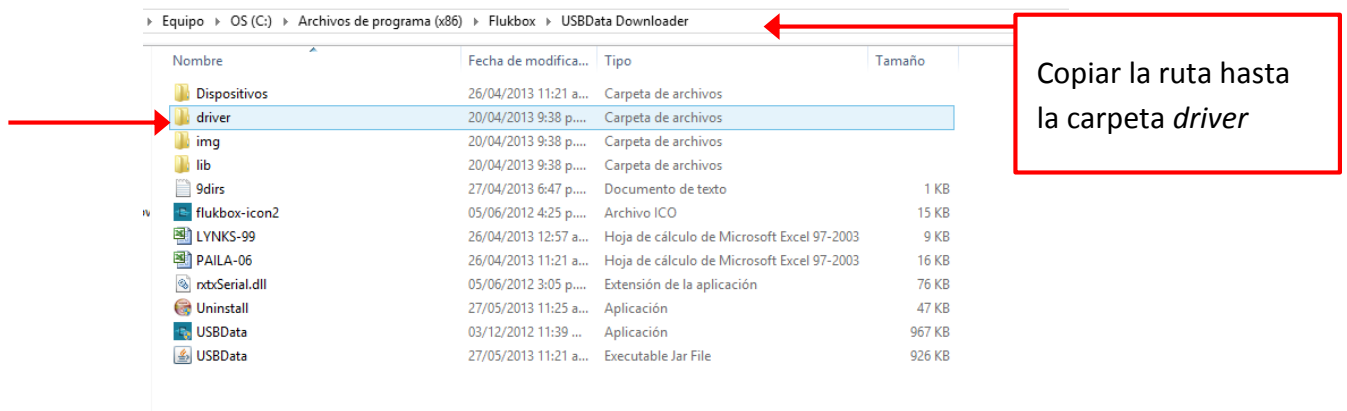 Equipo ▸ OS (C:) ▸ Archivos de programa (x86) ▸ Flukbox ▸ USBData Downloader
Copiar la ruta hasta
la carpeta driver
Nombre Fecha de modifica... Tipo Tamaño
Dispositivos 26/04/2013 11:21 a... Carpeta de archivos
driver 20/04/2013 9:38 p.... Carpeta de archivos
img 20/04/2013 9:38 p.... Carpeta de archivos
lib 20/04/2013 9:38 p.... Carpeta de archivos
9dirs 27/04/2013 6:47 p.... Documento de texto 1 KB
flukbox-icon2 05/06/2012 4:25 p.... Archivo ICO 15 KB
LYNKS-99 26/04/2013 12:57 a... Hoja de cálculo de Microsoft Excel 97-2003 9 KB
PAILA-06 26/04/2013 11:21 a... Hoja de cálculo de Microsoft Excel 97-2003 16 KB
rxtxSerial.dll 05/06/2012 3:05 p.... Extensión de la aplicación 76 KB
Uninstall 27/05/2013 11:25 a... Aplicación 47 KB
USBData 03/12/2012 11:39 ... Aplicación 967 KB
USBData 27/05/2013 11:21 a... Executable Jar File 926 KB